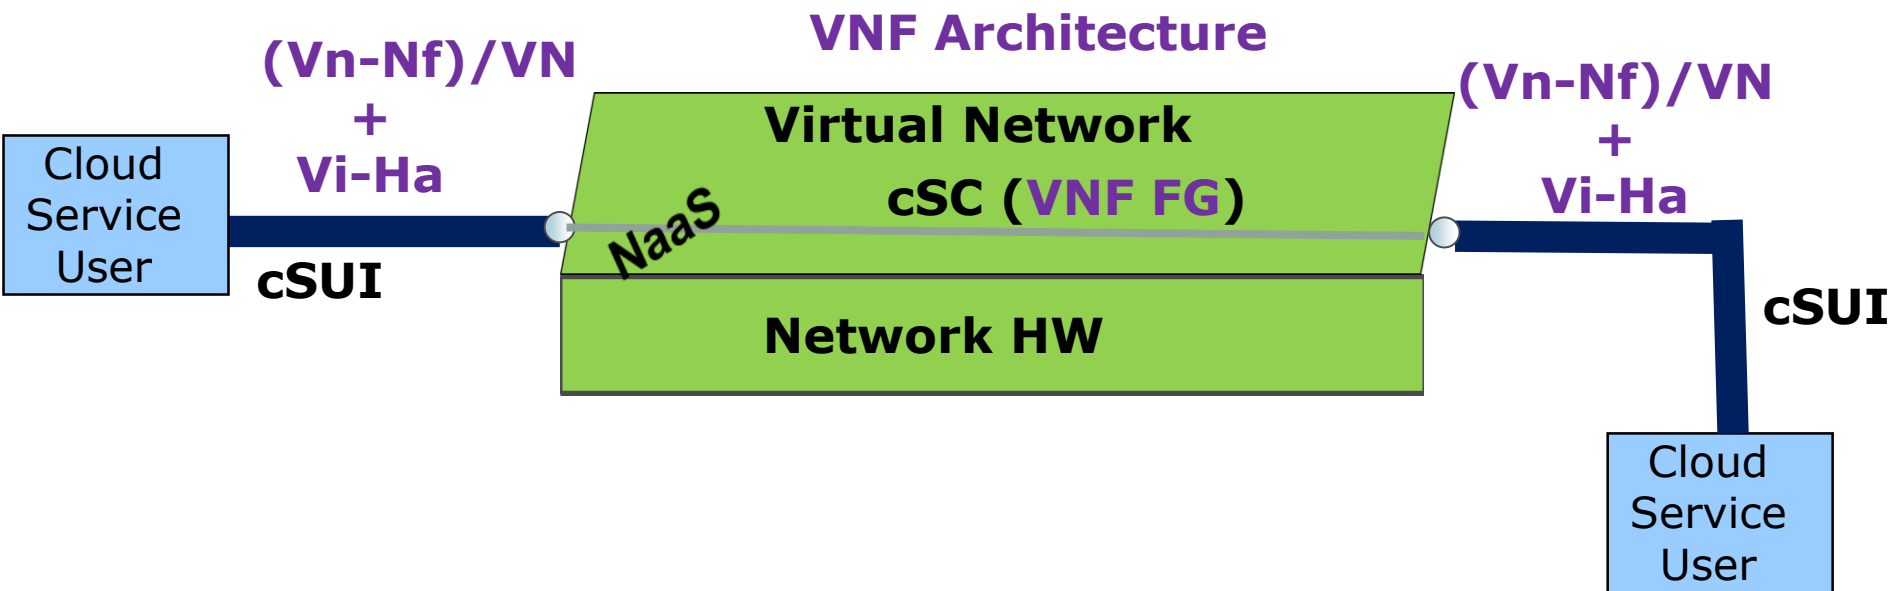 VNF Architecture
(Vn-Nf)/VN
+
Vi-Ha
(Vn-Nf)/VN
+
Vi-Ha
Cloud
Service
User
cSUI
Virtual Network
cSC (VNF FG)
NaaS
Network HW
cSUI
Cloud
Service
User